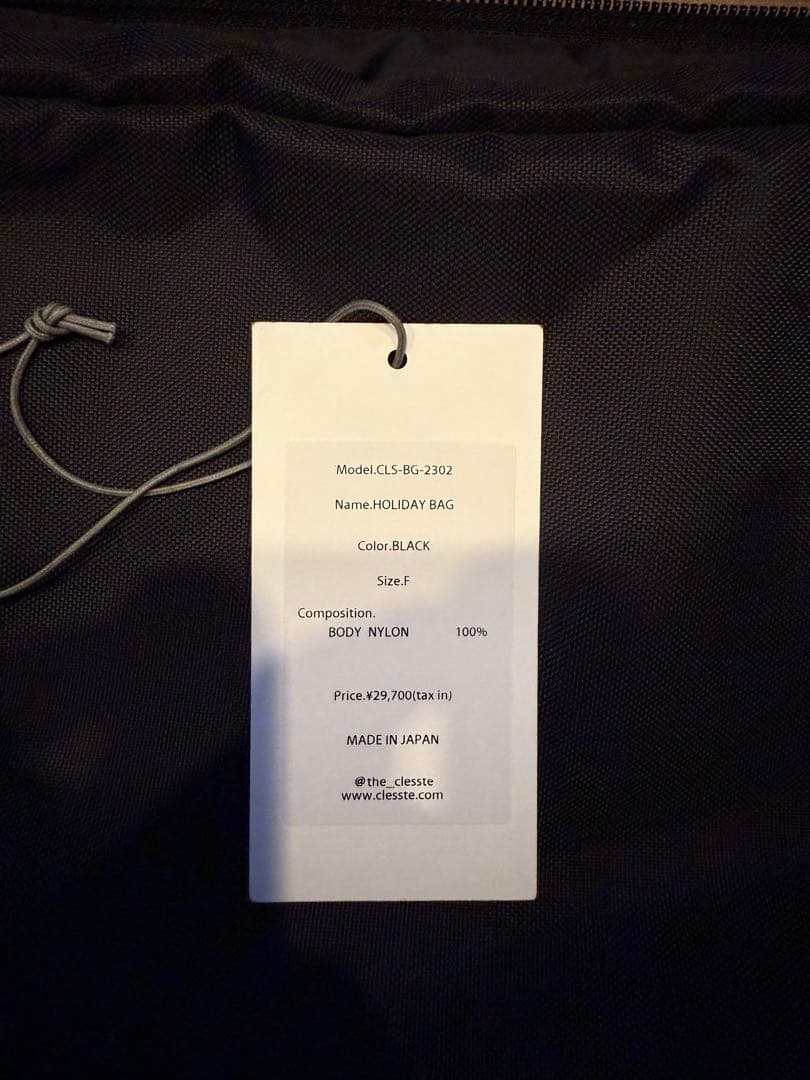 Model.CLS-BG-2302
Name.HOLIDAY BAG
Color.BLACK
Size.F
Composition.
BODY NYLON 100%
Price.¥29,700(tax in)
MADE IN JAPAN
@the_clesste
www.clesste.com